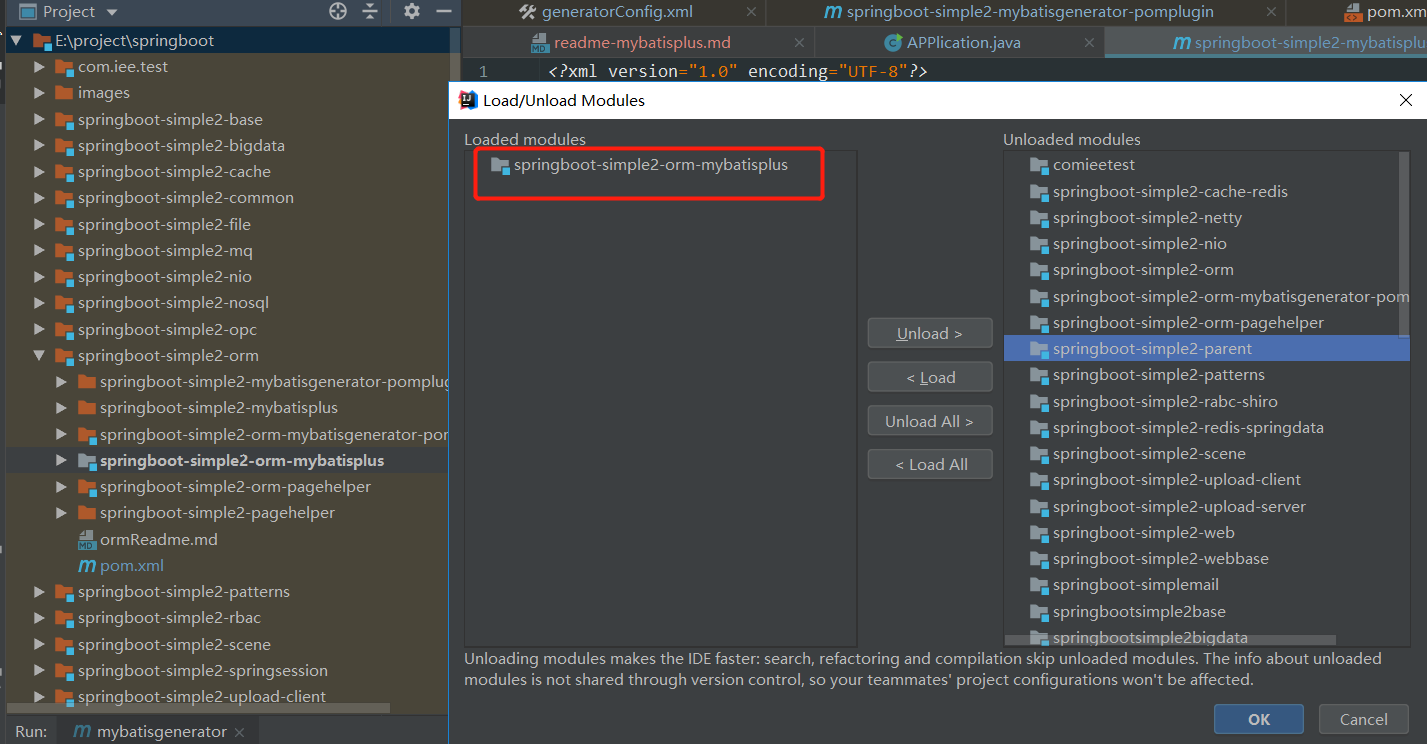 Project
E:\project\springboot
com.iee.test
images
springboot-simple2-base
springboot-simple2-bigdata
springboot-simple2-cache
springboot-simple2-common
springboot-simple2-file
springboot-simple2-mq
springboot-simple2-nio
springboot-simple2-nosql
springboot-simple2-opc
springboot-simple2-orm
springboot-simple2-mybatisgenerator-pomplug
springboot-simple2-mybatisplus
springboot-simple2-orm-mybatisgenerator-por
springboot-simple2-orm-mybatisplus
springboot-simple2-orm-pagehelper
springboot-simple2-pagehelper
MD ormReadme.md
m pom.xml
springboot-simple2-patterns
springboot-simple2-rbac
springboot-simple2-scene
springboot-simple2-springsession
springboot-simple2-upload-client
Run: m mybatisgenerator
generatorConfig.xml m springboot-simple2-mybatisgenerator-pomplugin pom.xm
MD readme-mybatisplus.md C APPlication.java m springboot-simple2-mybatisplu
1 <?xml version="1.0" encoding="UTF-8"?>
IJ Load/Unload Modules
Loaded modules
springboot-simple2-orm-mybatisplus
Unload >
< Load
Unload All >
< Load All
Unloaded modules
comieetest
springboot-simple2-cache-redis
springboot-simple2-netty
springboot-simple2-nio
springboot-simple2-orm
springboot-simple2-orm-mybatisgenerator-pom
springboot-simple2-orm-pagehelper
springboot-simple2-parent
springboot-simple2-patterns
springboot-simple2-rabc-shiro
springboot-simple2-redis-springdata
springboot-simple2-scene
springboot-simple2-upload-client
springboot-simple2-upload-server
springboot-simple2-web
springboot-simple2-webbase
springboot-simplemail
springbootsimple2base
springbootsimple2bigdata
Unloading modules makes the IDE faster: search, refactoring and compilation skip unloaded modules. The info about unloaded
modules is not shared through version control, so your teammates' project configurations won't be affected.
OK Cancel